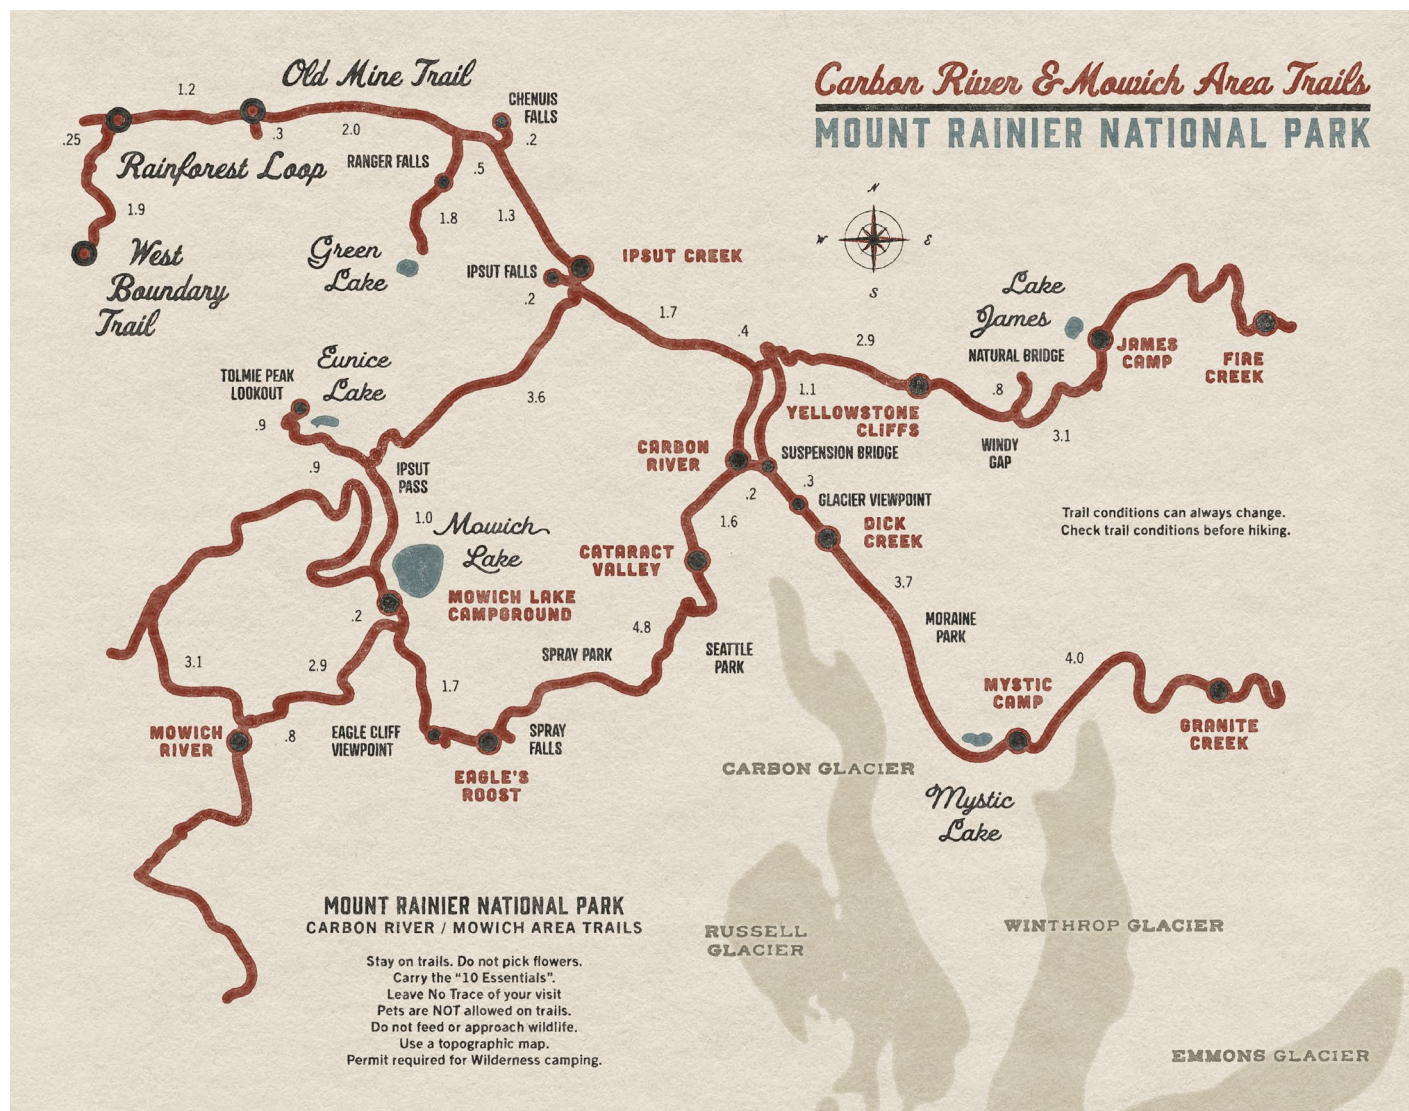 Carbon River & Mowich Area Trails
MOUNT RAINIER NATIONAL PARK
Old Mine Trail
1.2
CHENUIS
FALLS
.25
.3
2.0
.2
Rainforest Loop
RANGER FALLS
.5
1.9
1.8
1.3
West
Boundary
Trail
Green
Lake
IPSUT FALLS
IPSUT CREEK
.2
N
W
E
S
1.7
.4
2.9
Lake
James
NATURAL BRIDGE
JAMES
CAMP
FIRE
CREEK
Eunice
Lake
TOLMIE PEAK
LOOKOUT
.9
3.6
1.1
.8
YELLOWSTONE
CLIFFS
3.1
WINDY
GAP
.9
IPSUT
PASS
CARBON
RIVER
SUSPENSION BRIDGE
.3
.2
GLACIER VIEWPOINT
1.0
Mowich
Lake
1.6
DICK
CREEK
Trail conditions can always change.
Check trail conditions before hiking.
CATARACT
VALLEY
MOWICH LAKE
CAMPGROUND
3.7
.2
4.8
MORAINE
PARK
SPRAY PARK
SEATTLE
PARK
3.1
2.9
1.7
4.0
MYSTIC
CAMP
MOWICH
RIVER
.8
EAGLE CLIFF
VIEWPOINT
SPRAY
FALLS
GRANITE
CREEK
EAGLE'S
ROOST
CARBON GLACIER
Mystic
Lake
MOUNT RAINIER NATIONAL PARK
CARBON RIVER / MOWICH AREA TRAILS
Stay on trails. Do not pick flowers.
Carry the “10 Essentials”.
Leave No Trace of your visit
Pets are NOT allowed on trails.
Do not feed or approach wildlife.
Use a topographic map.
Permit required for Wilderness camping.
RUSSELL
GLACIER
WINTHROP GLACIER
EMMONS GLACIER